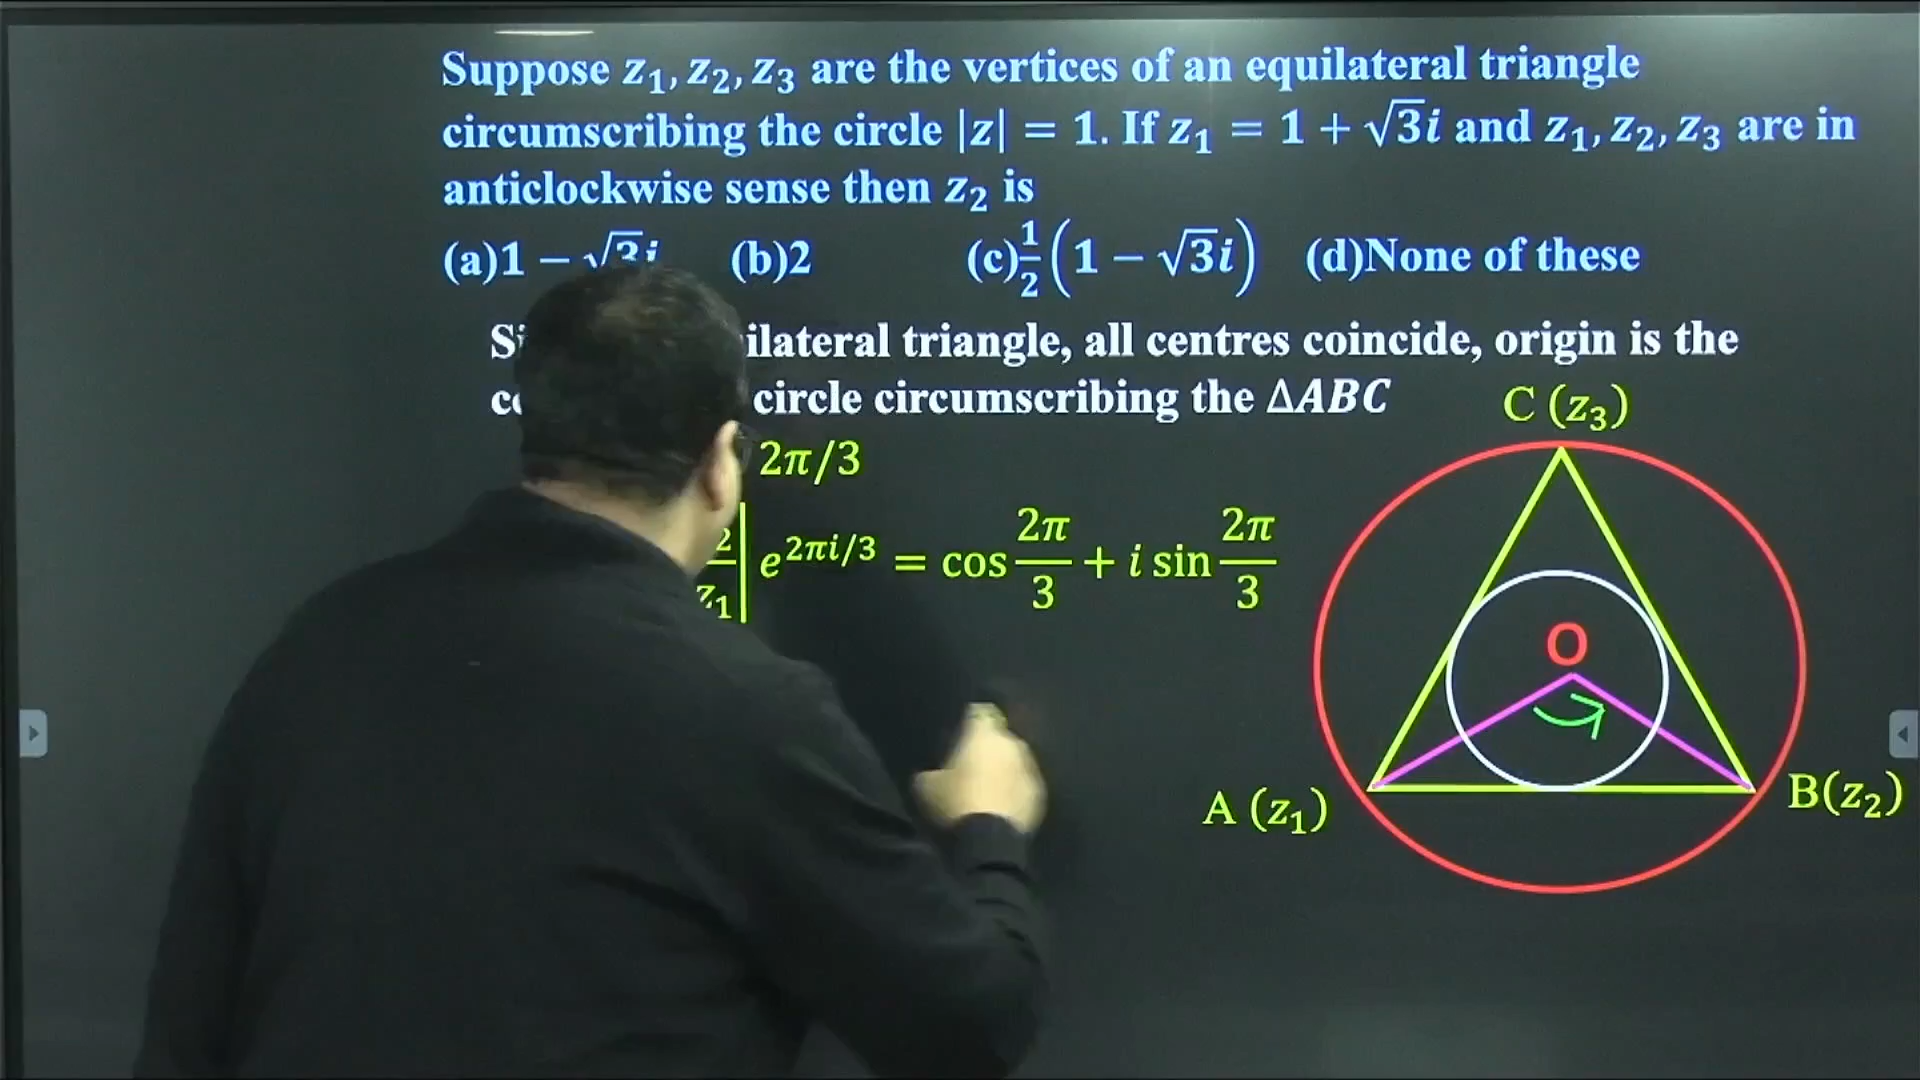 Suppose z₁, z₂, z₃ are the vertices of an equilateral triangle
circumscribing the circle |z| = 1. If z₁ = 1 + √3i and z₁, z₂, z₃ are in
anticlockwise sense then z₂ is
(a)1 − √3i (b)2 (c)½(1 − √3i) (d)None of these
triangle, all centres coincide, origin is the
circle circumscribing the ΔABC
C (z₃)
2π/3
z₁| e^{2πi/3} = cos 2π/3 + i sin 2π/3
O
A (z₁)
B(z₂)